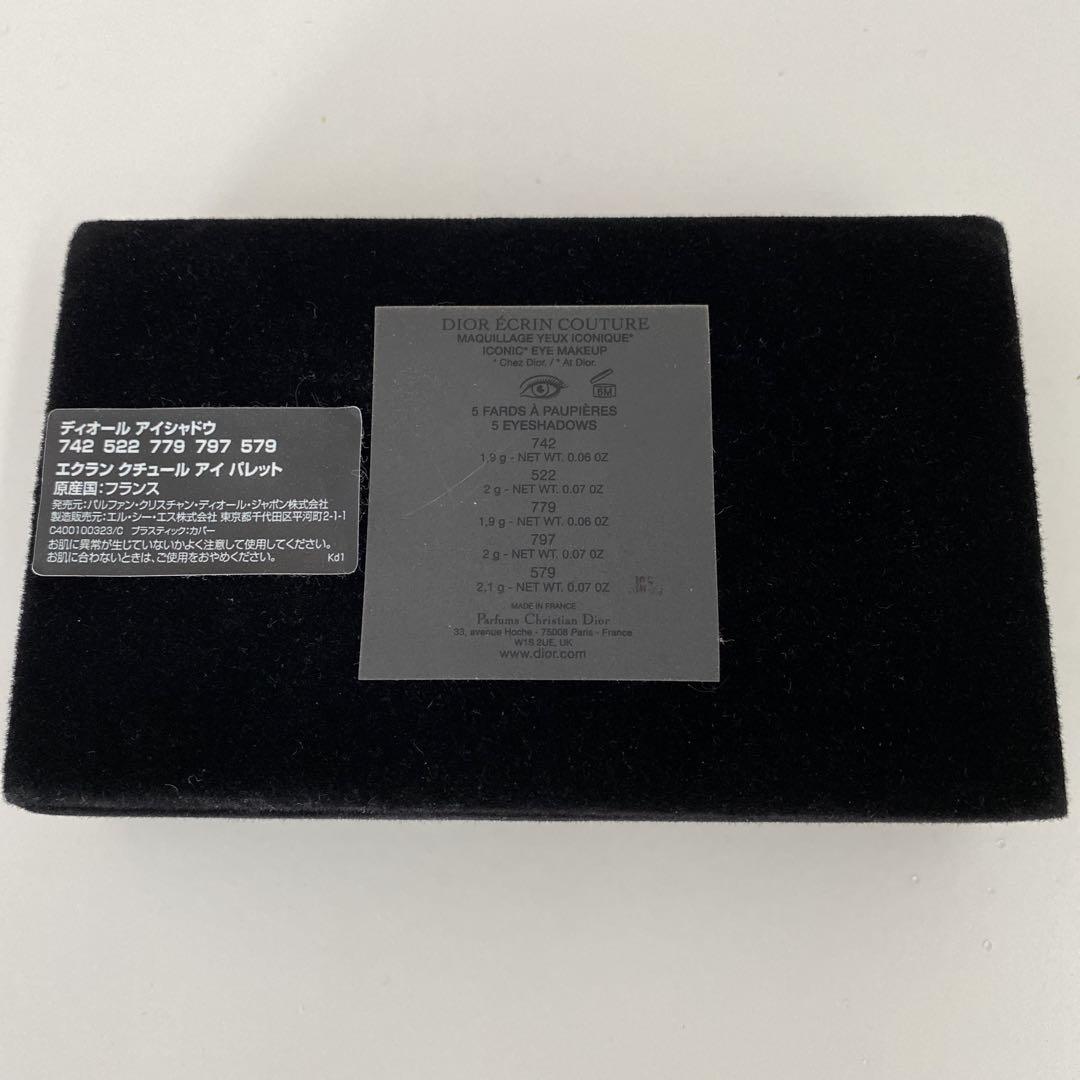 ディオール アイシャドウ
742 522 779 797 579
エクラン クチュール アイ パレット
原産国：フランス
発売元：パルファン・クリスチャン・ディオール・ジャポン株式会社
製造販売元：エル・シー・エス株式会社 東京都千代田区平河町2-1-1
C400100323/C プラスティック：カバー
お肌に異常が生じていないかよく注意して使用してください。
お肌に合わないときは、ご使用をおやめください。 Kd1
DIOR ÉCRIN COUTURE
MAQUILLAGE YEUX ICONIQUE*
ICONIC* EYE MAKEUP
* Chez Dior. / * At Dior.
6M
5 FARDS À PAUPIÈRES
5 EYESHADOWS
742
1,9 g - NET WT. 0.06 OZ
522
2 g - NET WT. 0.07 OZ
779
1,9 g - NET WT. 0.06 OZ
797
2 g - NET WT. 0.07 OZ
579
2,1 g - NET WT. 0.07 OZ
MADE IN FRANCE
Parfums Christian Dior
33, avenue Hoche - 75008 Paris - France
W1S 2UE, UK
www.dior.com